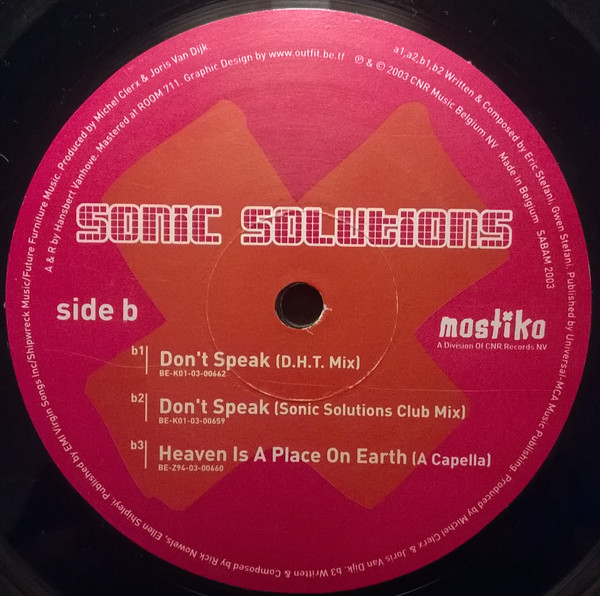 SONIC SOLUTIONS
side b
mostiko
A Division Of CNR Records NV
b1 Don't Speak (D.H.T. Mix)
BE-K01-03-00662
b2 Don't Speak (Sonic Solutions Club Mix)
BE-K01-03-00659
b3 Heaven Is A Place On Earth (A Capella)
BE-Z94-03-00660
a1,a2,b1,b2 Written & Composed by Eric Stefani, Gwen Stefani. Published by Universal-MCA Music Publishing. Produced by Michel Clerx & Joris Van Dijk. b3 Written & Composed by Rick Nowels, Ellen Shipleyl. Published by EMI Virgin Songs Inc/Shipwreck Music/Future Furniture Music. Produced by Michel Clerx & Joris Van Dijk
A & R by Hansbert Vanhove. Mastered at ROOM 711. Graphic Design by www.outfit.be.tf ℗ & © 2003 CNR Music Belgium NV Made in Belgium SABAM 2003